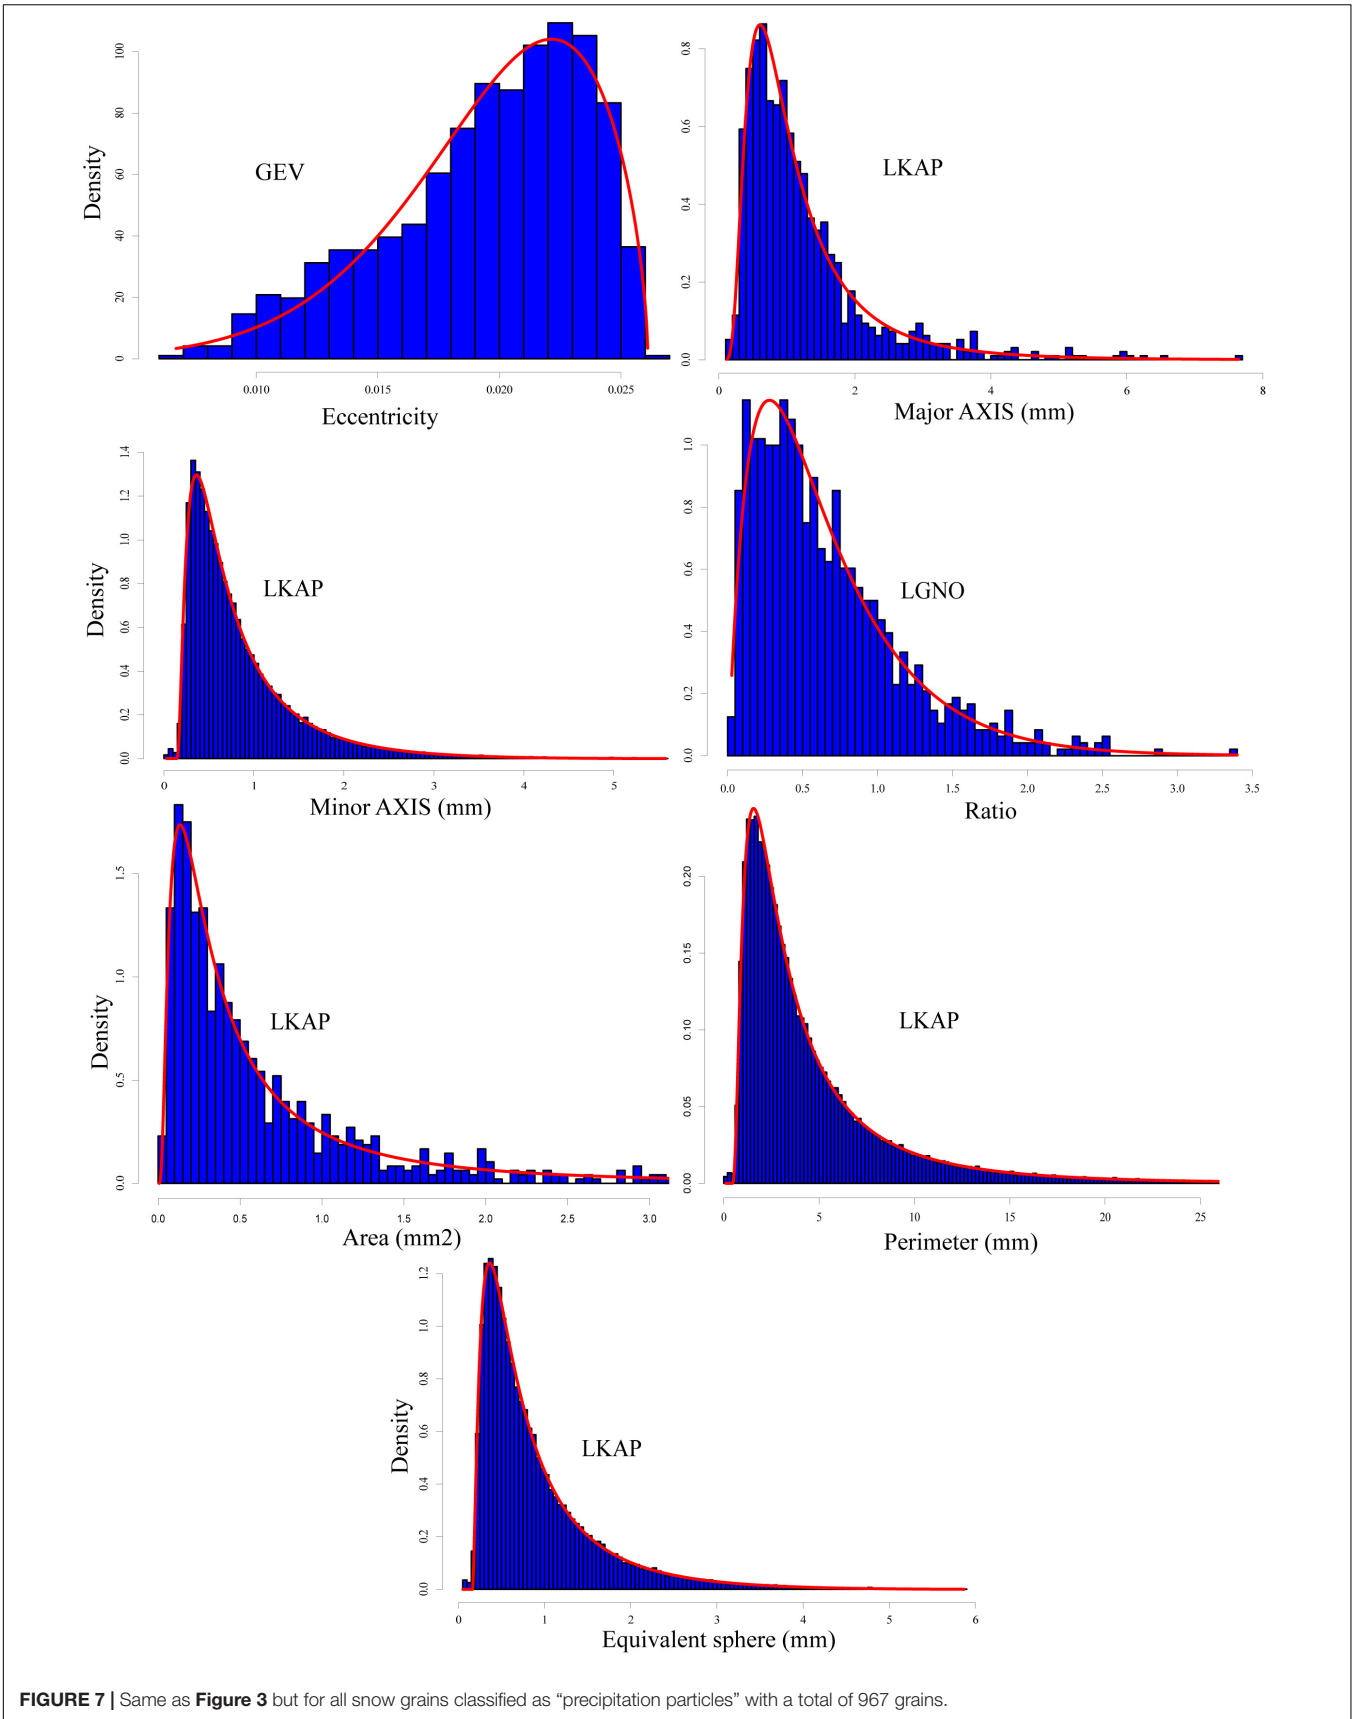 Density
100
80
60
40
20
0
GEV
0.010 0.015 0.020 0.025
Eccentricity
0.8
0.6
0.4
0.2
0.0
LKAP
0 2 4 6 8
Major AXIS (mm)
Density
1.4
1.2
1.0
0.8
0.6
0.4
0.2
0.0
LKAP
0 1 2 3 4 5
Minor AXIS (mm)
1.0
0.8
0.6
0.4
0.2
0.0
LGNO
0.0 0.5 1.0 1.5 2.0 2.5 3.0 3.5
Ratio
Density
1.5
1.0
0.5
0.0
LKAP
0.0 0.5 1.0 1.5 2.0 2.5 3.0
Area (mm2)
0.20
0.15
0.10
0.05
0.00
LKAP
0 5 10 15 20 25
Perimeter (mm)
Density
1.2
1.0
0.8
0.6
0.4
0.2
0.0
LKAP
0 1 2 3 4 5 6
Equivalent sphere (mm)
FIGURE 7 | Same as Figure 3 but for all snow grains classified as “precipitation particles” with a total of 967 grains.